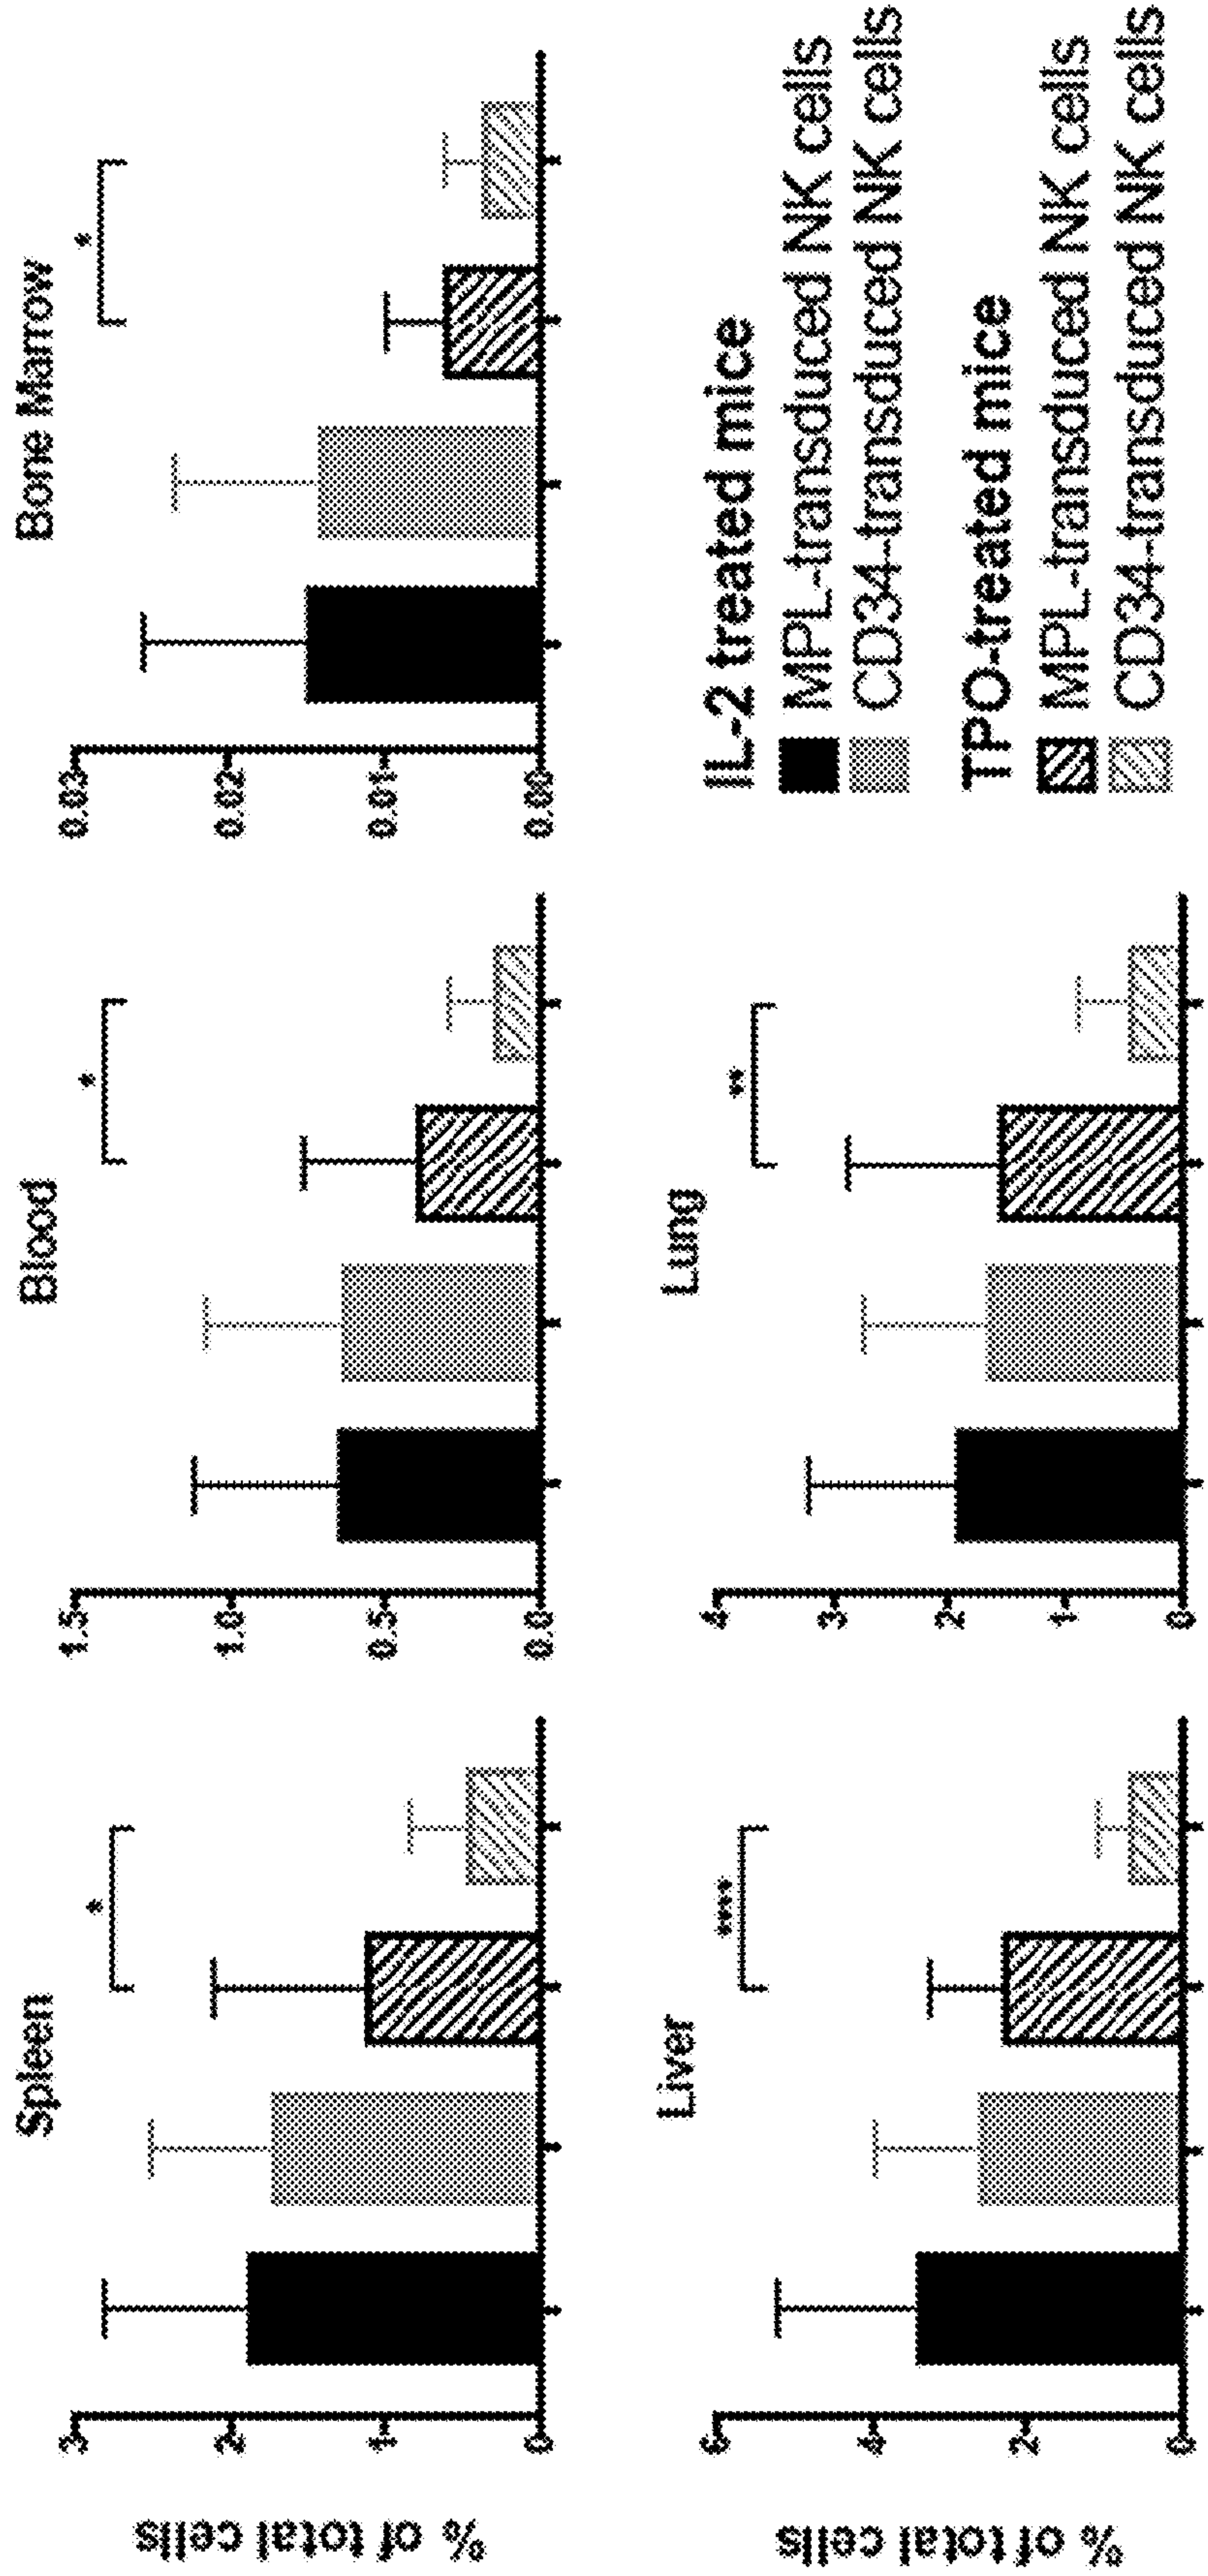 Spleen
*
3
2
1
0
% of total cells
Blood
*
1.5
1.0
0.5
0.0
Bone Marrow
*
0.03
0.02
0.01
0.00
Liver
****
6
4
2
0
% of total cells
Lung
**
4
3
2
1
0
IL-2 treated mice
MPL-transduced NK cells
CD34-transduced NK cells
TPO-treated mice
MPL-transduced NK cells
CD34-transduced NK cells